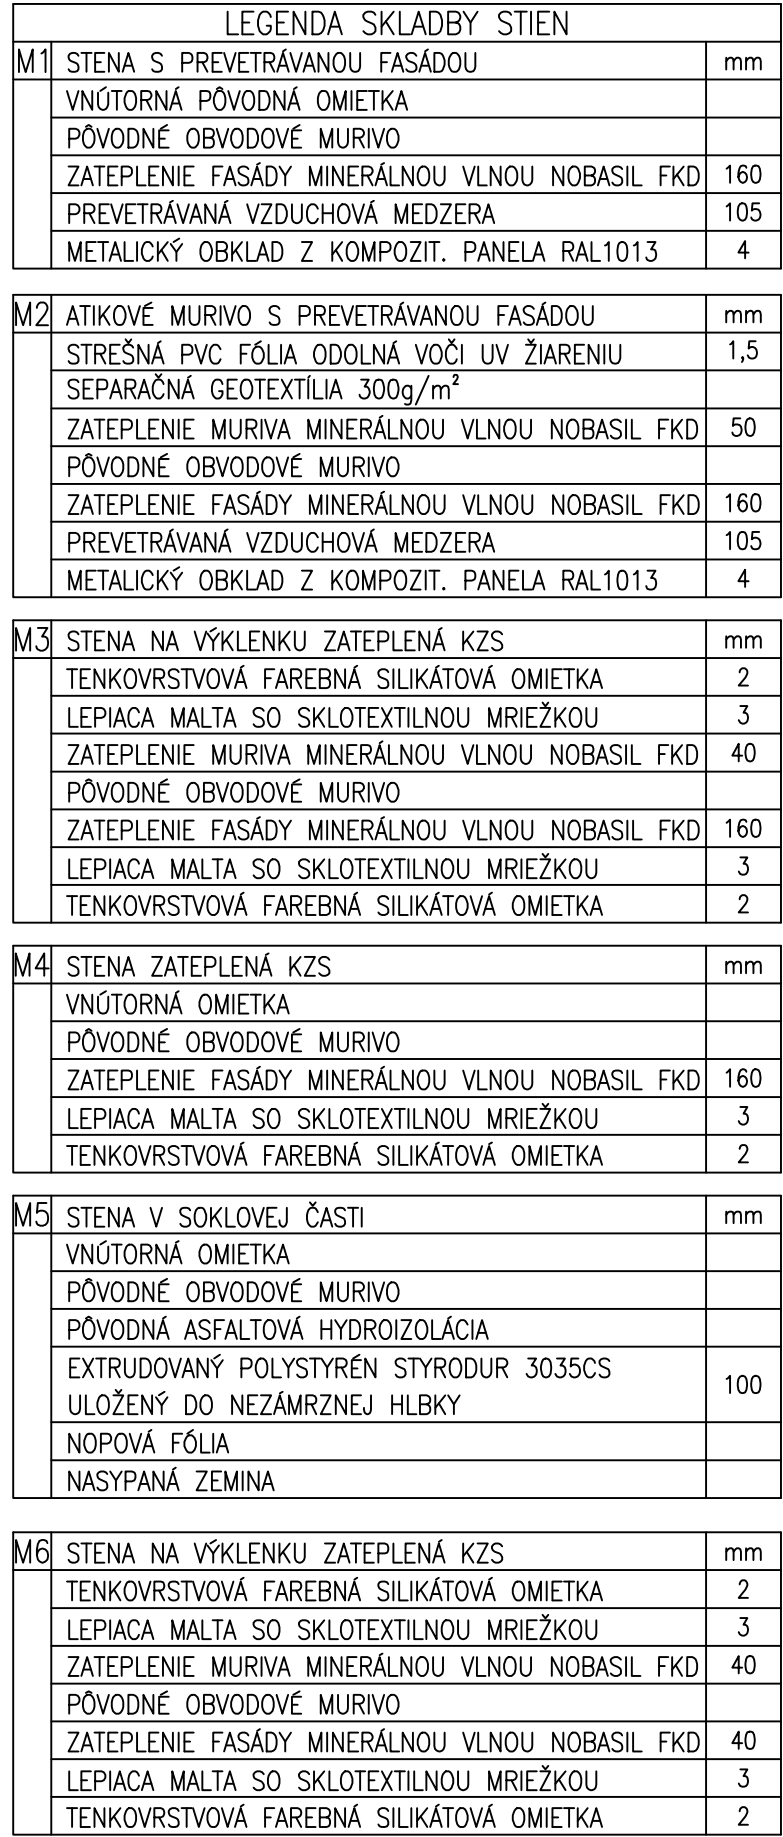 LEGENDA SKLADBY STIEN
M1 STENA S PREVETRÁVANOU FASÁDOU mm
VNÚTORNÁ PÔVODNÁ OMIETKA
PÔVODNÉ OBVODOVÉ MURIVO
ZATEPLENIE FASÁDY MINERÁLNOU VLNOU NOBASIL FKD 160
PREVETRÁVANÁ VZDUCHOVÁ MEDZERA 105
METALICKÝ OBKLAD Z KOMPOZIT. PANELA RAL1013 4
M2 ATIKOVÉ MURIVO S PREVETRÁVANOU FASÁDOU mm
STREŠNÁ PVC FÓLIA ODOLNÁ VOČI UV ŽIARENIU 1,5
SEPARAČNÁ GEOTEXTÍLIA 300g/m²
ZATEPLENIE MURIVA MINERÁLNOU VLNOU NOBASIL FKD 50
PÔVODNÉ OBVODOVÉ MURIVO
ZATEPLENIE FASÁDY MINERÁLNOU VLNOU NOBASIL FKD 160
PREVETRÁVANÁ VZDUCHOVÁ MEDZERA 105
METALICKÝ OBKLAD Z KOMPOZIT. PANELA RAL1013 4
M3 STENA NA VÝKLENKU ZATEPLENÁ KZS mm
TENKOVRSTVOVÁ FAREBNÁ SILIKÁTOVÁ OMIETKA 2
LEPIACA MALTA SO SKLOTEXTILNOU MRIEŽKOU 3
ZATEPLENIE MURIVA MINERÁLNOU VLNOU NOBASIL FKD 40
PÔVODNÉ OBVODOVÉ MURIVO
ZATEPLENIE FASÁDY MINERÁLNOU VLNOU NOBASIL FKD 160
LEPIACA MALTA SO SKLOTEXTILNOU MRIEŽKOU 3
TENKOVRSTVOVÁ FAREBNÁ SILIKÁTOVÁ OMIETKA 2
M4 STENA ZATEPLENÁ KZS mm
VNÚTORNÁ OMIETKA
PÔVODNÉ OBVODOVÉ MURIVO
ZATEPLENIE FASÁDY MINERÁLNOU VLNOU NOBASIL FKD 160
LEPIACA MALTA SO SKLOTEXTILNOU MRIEŽKOU 3
TENKOVRSTVOVÁ FAREBNÁ SILIKÁTOVÁ OMIETKA 2
M5 STENA V SOKLOVEJ ČASTI mm
VNÚTORNÁ OMIETKA
PÔVODNÉ OBVODOVÉ MURIVO
PÔVODNÁ ASFALTOVÁ HYDROIZOLÁCIA
EXTRUDOVANÝ POLYSTYRÉN STYRODUR 3035CS
ULOŽENÝ DO NEZÁMRZNEJ HLBKY 100
NOPOVÁ FÓLIA
NASYPANÁ ZEMINA
M6 STENA NA VÝKLENKU ZATEPLENÁ KZS mm
TENKOVRSTVOVÁ FAREBNÁ SILIKÁTOVÁ OMIETKA 2
LEPIACA MALTA SO SKLOTEXTILNOU MRIEŽKOU 3
ZATEPLENIE MURIVA MINERÁLNOU VLNOU NOBASIL FKD 40
PÔVODNÉ OBVODOVÉ MURIVO
ZATEPLENIE FASÁDY MINERÁLNOU VLNOU NOBASIL FKD 40
LEPIACA MALTA SO SKLOTEXTILNOU MRIEŽKOU 3
TENKOVRSTVOVÁ FAREBNÁ SILIKÁTOVÁ OMIETKA 2